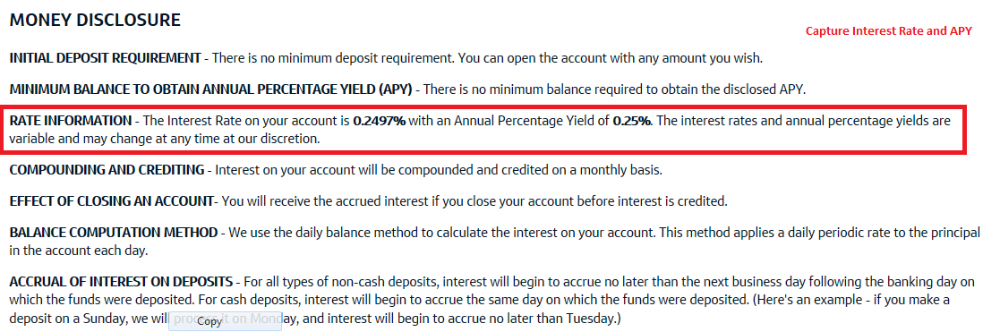 MONEY DISCLOSURE
Capture Interest Rate and APY
INITIAL DEPOSIT REQUIREMENT - There is no minimum deposit requirement. You can open the account with any amount you wish.
MINIMUM BALANCE TO OBTAIN ANNUAL PERCENTAGE YIELD (APY) - There is no minimum balance required to obtain the disclosed APY.
RATE INFORMATION - The Interest Rate on your account is 0.2497% with an Annual Percentage Yield of 0.25%. The interest rates and annual percentage yields are
variable and may change at any time at our discretion.
COMPOUNDING AND CREDITING - Interest on your account will be compounded and credited on a monthly basis.
EFFECT OF CLOSING AN ACCOUNT- You will receive the accrued interest if you close your account before interest is credited.
BALANCE COMPUTATION METHOD - We use the daily balance method to calculate the interest on your account. This method applies a daily periodic rate to the principal
in the account each day.
ACCRUAL OF INTEREST ON DEPOSITS - For all types of non-cash deposits, interest will begin to accrue no later than the next business day following the banking day on
which the funds were deposited. For cash deposits, interest will begin to accrue the same day on which the funds were deposited. (Here's an example - if you make a
deposit on a Sunday, we will process it on Monday, and interest will begin to accrue no later than Tuesday.)
Copy